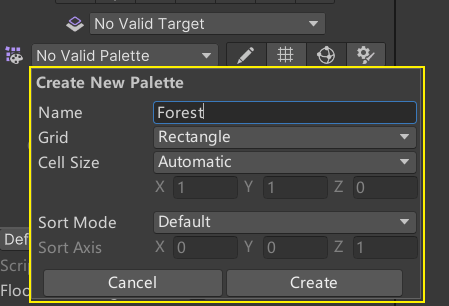 No Valid Target
No Valid Palette
Create New Palette
Name Forest
Grid Rectangle
Cell Size Automatic
X 1 Y 1 Z 0
Sort Mode Default
Sort Axis X 0 Y 0 Z 1
Cancel Create
Def
Scrip
Floo